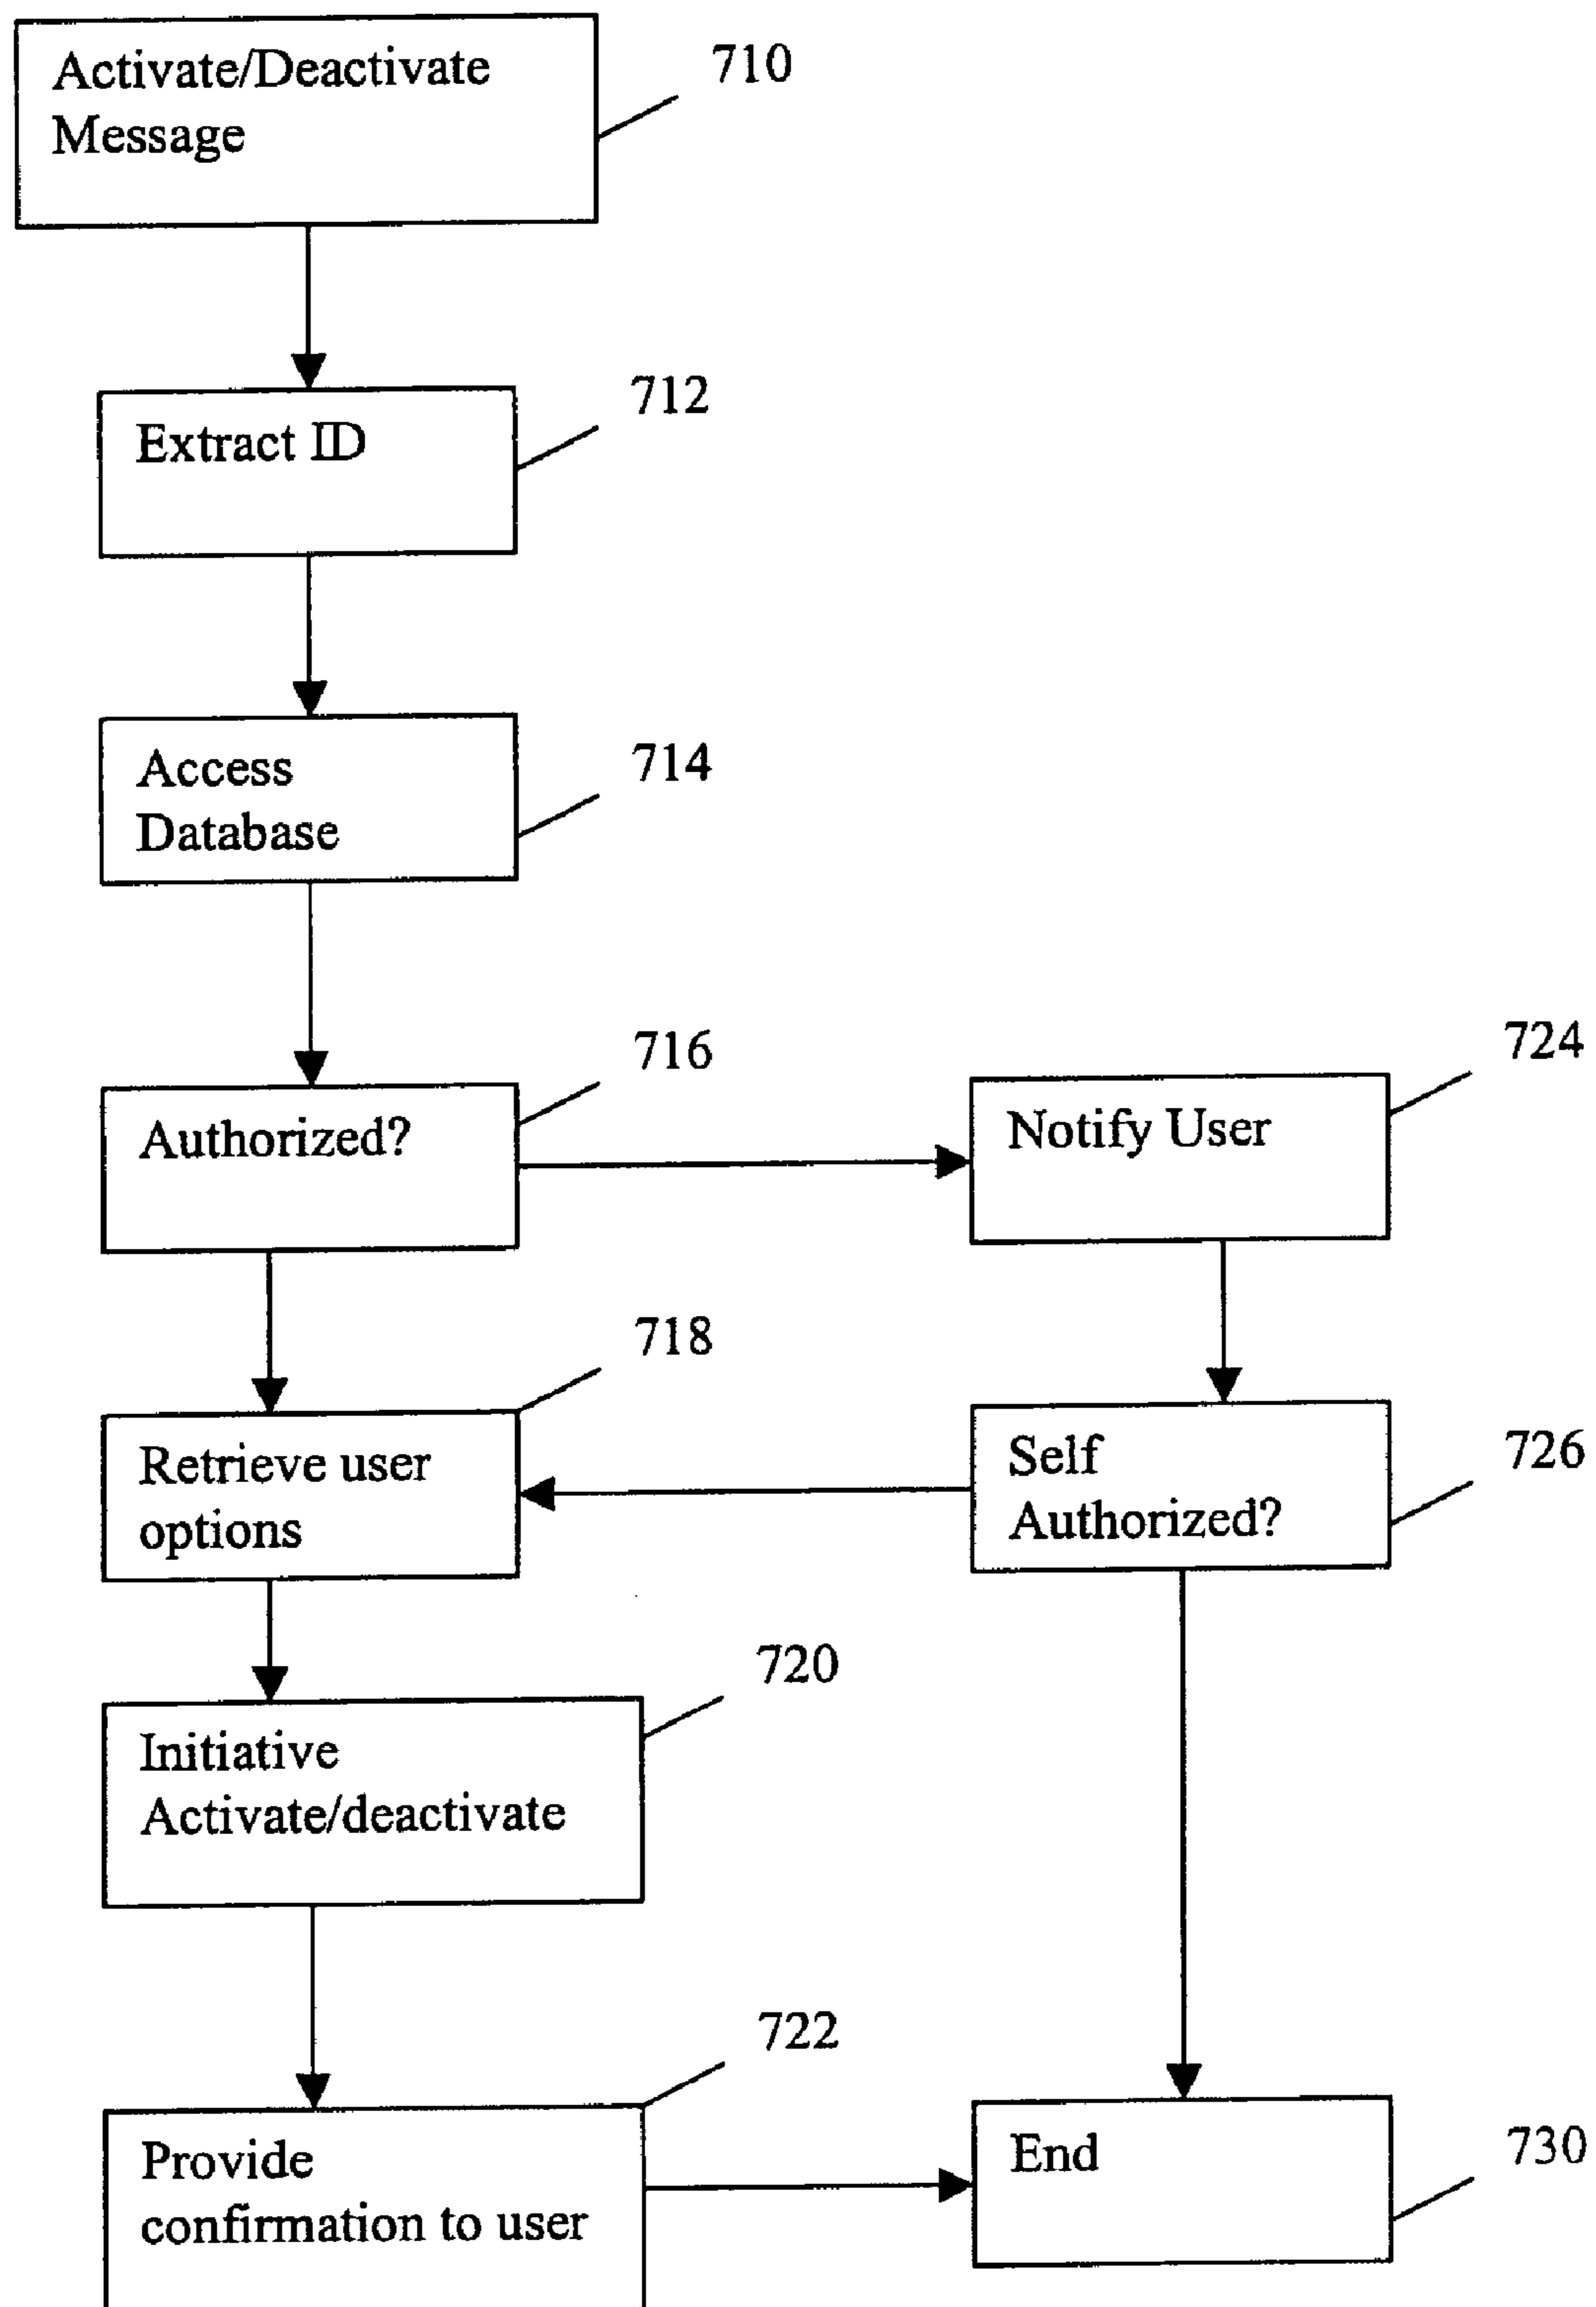 Activate/Deactivate
Message
710
Extract ID
712
Access
Database
714
Authorized?
716
Notify User
724
Retrieve user
options
718
Self
Authorized?
726
Initiative
Activate/deactivate
720
Provide
confirmation to user
722
End
730